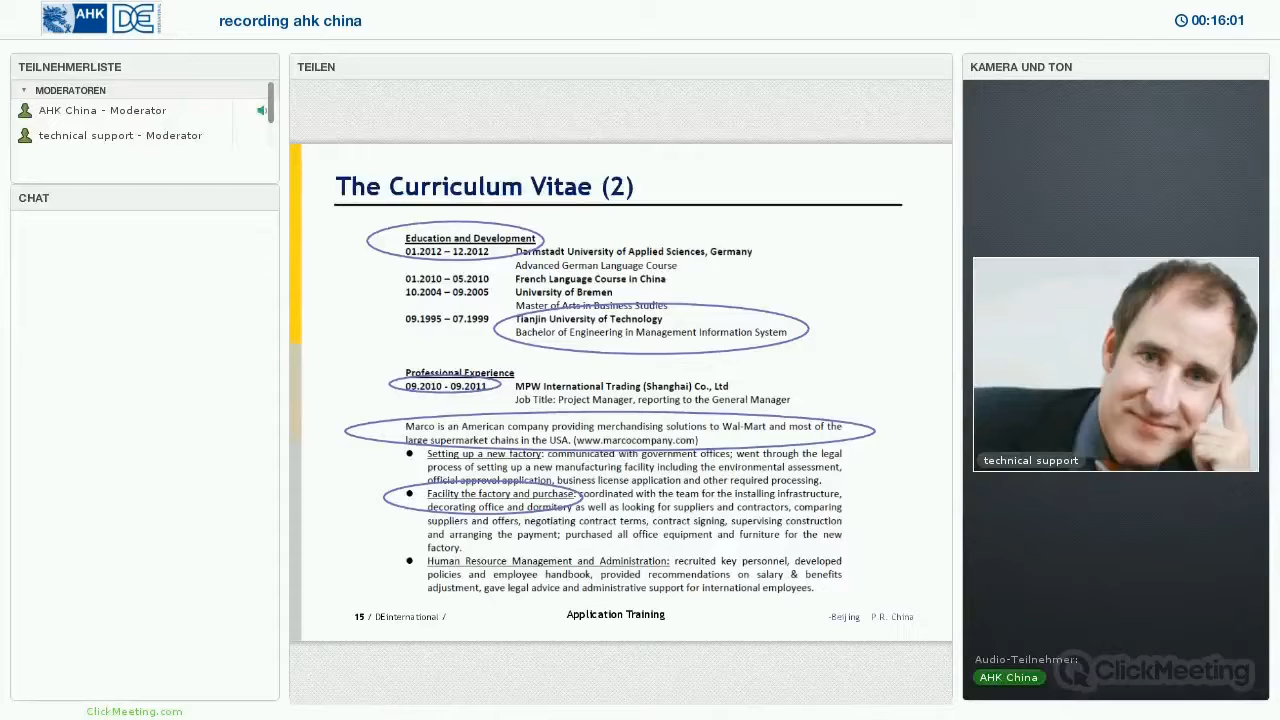 AHK
DE
INTERNATIONAL
recording ahk china
00:16:01
TEILNEHMERLISTE
MODERATOREN
AHK China - Moderator
technical support - Moderator
CHAT
ClickMeeting.com
TEILEN
The Curriculum Vitae (2)
Education and Development
01.2012 – 12.2012 Darmstadt University of Applied Sciences, Germany
Advanced German Language Course
01.2010 – 05.2010 French Language Course in China
10.2004 – 09.2005 University of Bremen
Master of Arts in Business Studies
09.1995 – 07.1999 Tianjin University of Technology
Bachelor of Engineering in Management Information System
Professional Experience
09.2010 - 09.2011 MPW International Trading (Shanghai) Co., Ltd
Job Title: Project Manager, reporting to the General Manager
Marco is an American company providing merchandising solutions to Wal-Mart and most of the
large supermarket chains in the USA. (www.marcocompany.com)
● Setting up a new factory: communicated with government offices; went through the legal
process of setting up a new manufacturing facility including the environmental assessment,
official approval application, business license application and other required processing.
● Facility the factory and purchase: coordinated with the team for the installing infrastructure,
decorating office and dormitory as well as looking for suppliers and contractors, comparing
suppliers and offers, negotiating contract terms, contract signing, supervising construction
and arranging the payment; purchased all office equipment and furniture for the new
factory.
● Human Resource Management and Administration: recruited key personnel, developed
policies and employee handbook, provided recommendations on salary & benefits
adjustment, gave legal advice and administrative support for international employees.
15 / DEinternational / Application Training -Beijing P.R. China
KAMERA UND TON
technical support
Audio-Teilnehmer:
AHK China
ClickMeeting